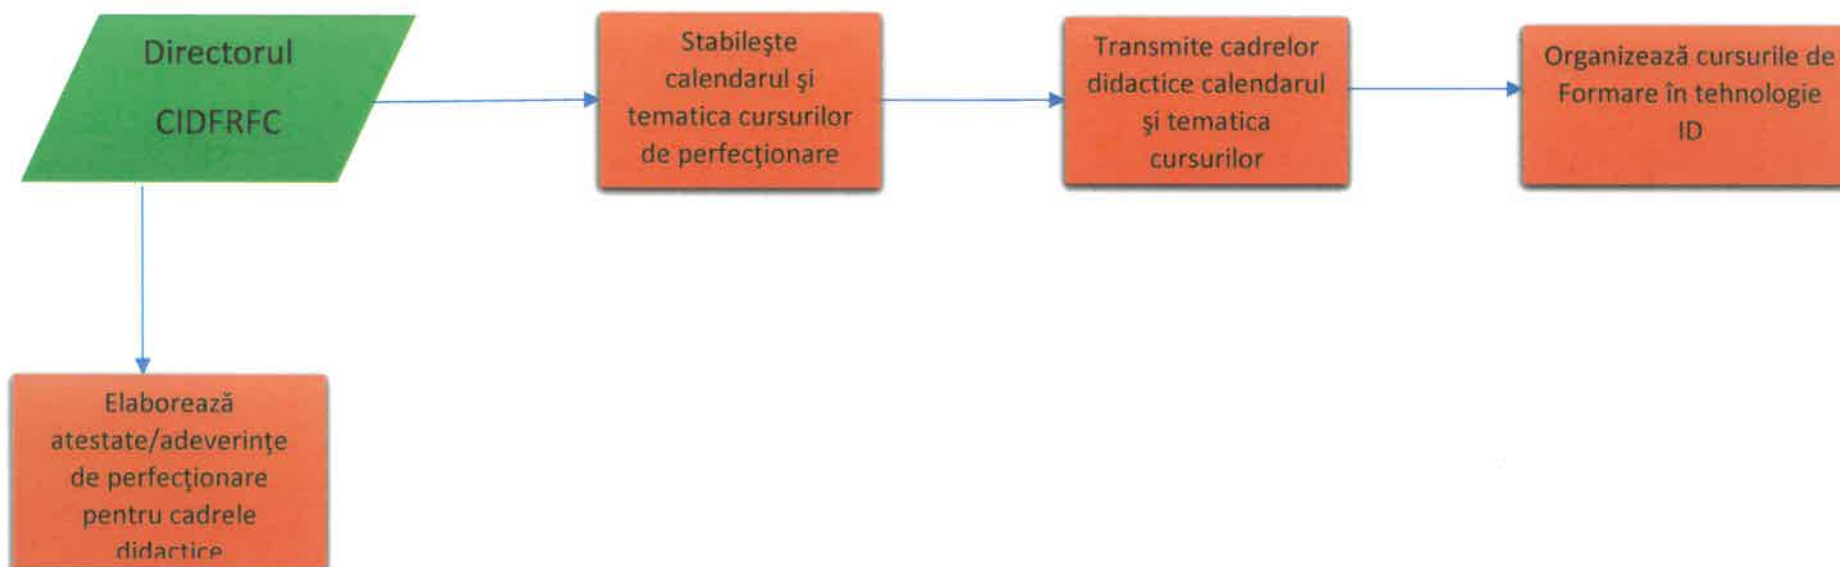 Directorul
CIDFRFC
Stabileşte
calendarul şi
tematica cursurilor
de perfecţionare
Transmite cadrelor
didactice calendarul
şi tematica
cursurilor
Organizează cursurile de
Formare în tehnologie
ID
Elaborează
atestate/adeverinţe
de perfecţionare
pentru cadrele
didactice